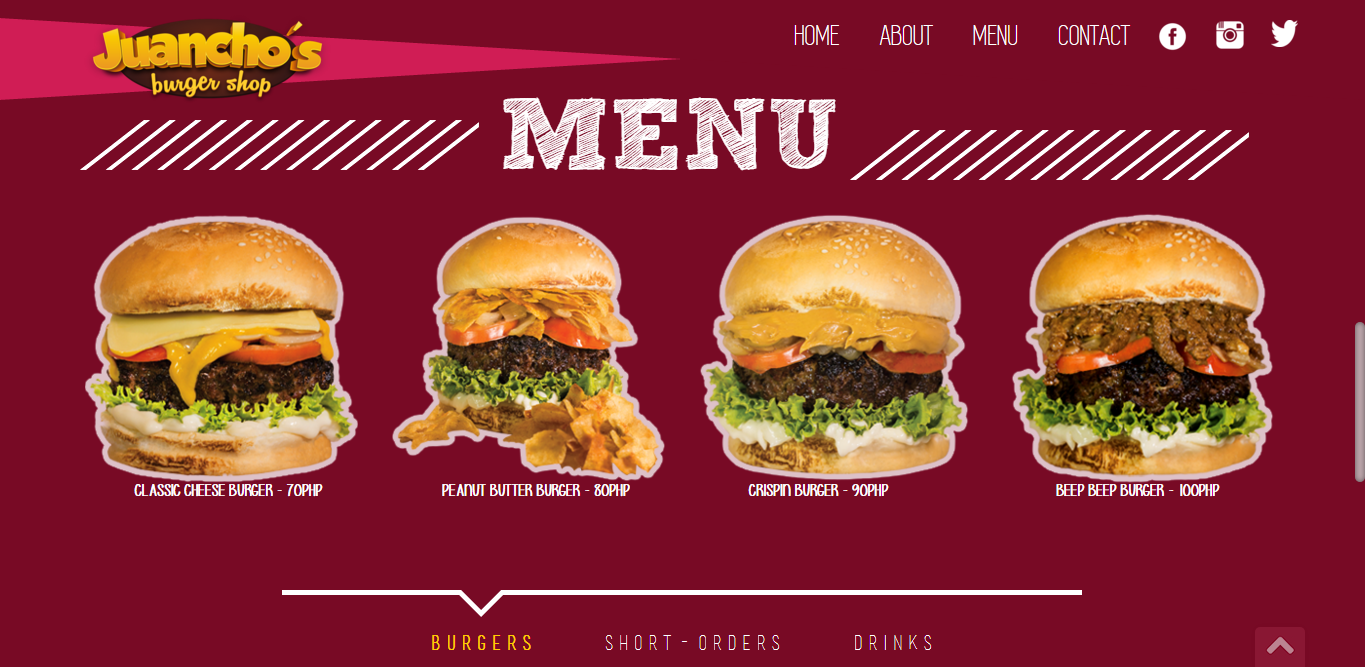 Juancho's
burger shop
HOME ABOUT MENU CONTACT
MENU
CLASSIC CHEESE BURGER - 70PHP
PEANUT BUTTER BURGER - 80PHP
CRISPIN BURGER - 90PHP
BEEP BEEP BURGER - 100PHP
BURGERS SHORT-ORDERS DRINKS